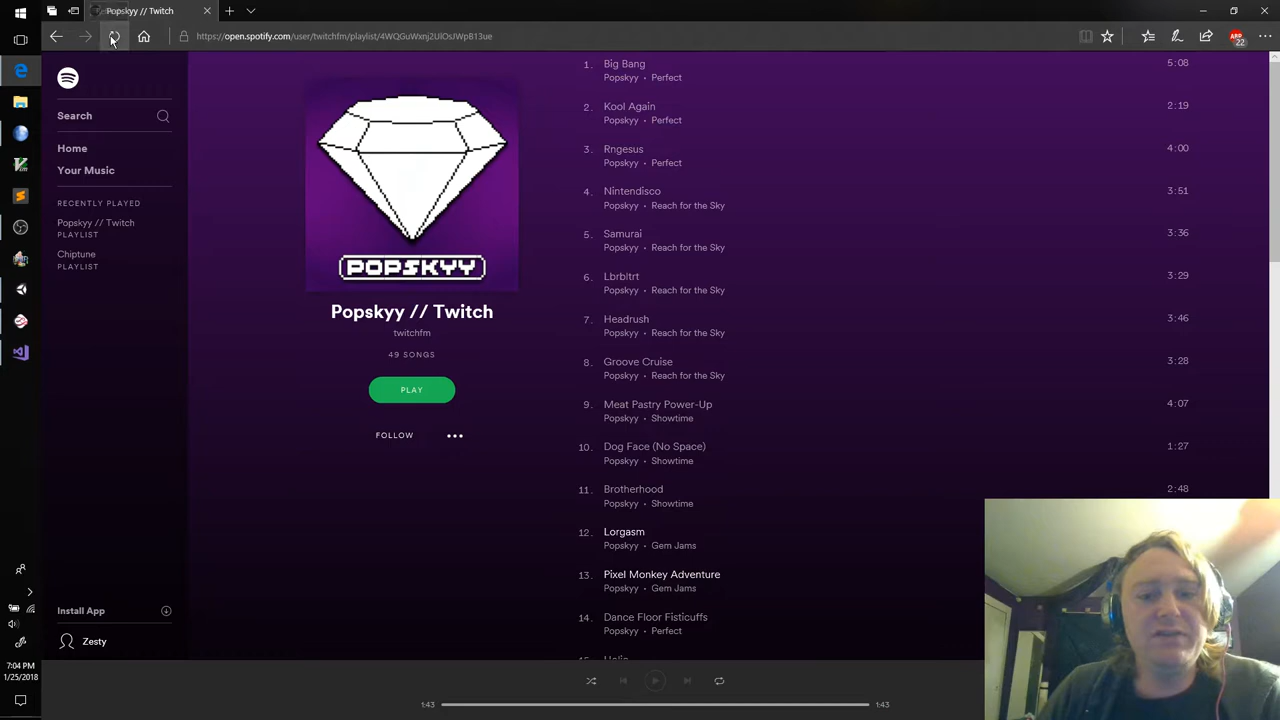 Popskyy // Twitch
https://open.spotify.com/user/twitchfm/playlist/4WQGuWxnj2UlOsJWpB13ue
ABP
22
Search
Home
Your Music
RECENTLY PLAYED
Popskyy // Twitch
PLAYLIST
Chiptune
PLAYLIST
Install App
Zesty
7:04 PM
1/25/2018
POPSKYY
Popskyy // Twitch
twitchfm
49 SONGS
PLAY
FOLLOW
1. Big Bang 5:08
Popskyy • Perfect
2. Kool Again 2:19
Popskyy • Perfect
3. Rngesus 4:00
Popskyy • Perfect
4. Nintendisco 3:51
Popskyy • Reach for the Sky
5. Samurai 3:36
Popskyy • Reach for the Sky
6. Lbrbltrt 3:29
Popskyy • Reach for the Sky
7. Headrush 3:46
Popskyy • Reach for the Sky
8. Groove Cruise 3:28
Popskyy • Reach for the Sky
9. Meat Pastry Power-Up 4:07
Popskyy • Showtime
10. Dog Face (No Space) 1:27
Popskyy • Showtime
11. Brotherhood 2:48
Popskyy • Showtime
12. Lorgasm
Popskyy • Gem Jams
13. Pixel Monkey Adventure
Popskyy • Gem Jams
14. Dance Floor Fisticuffs
Popskyy • Perfect
1:43 1:43